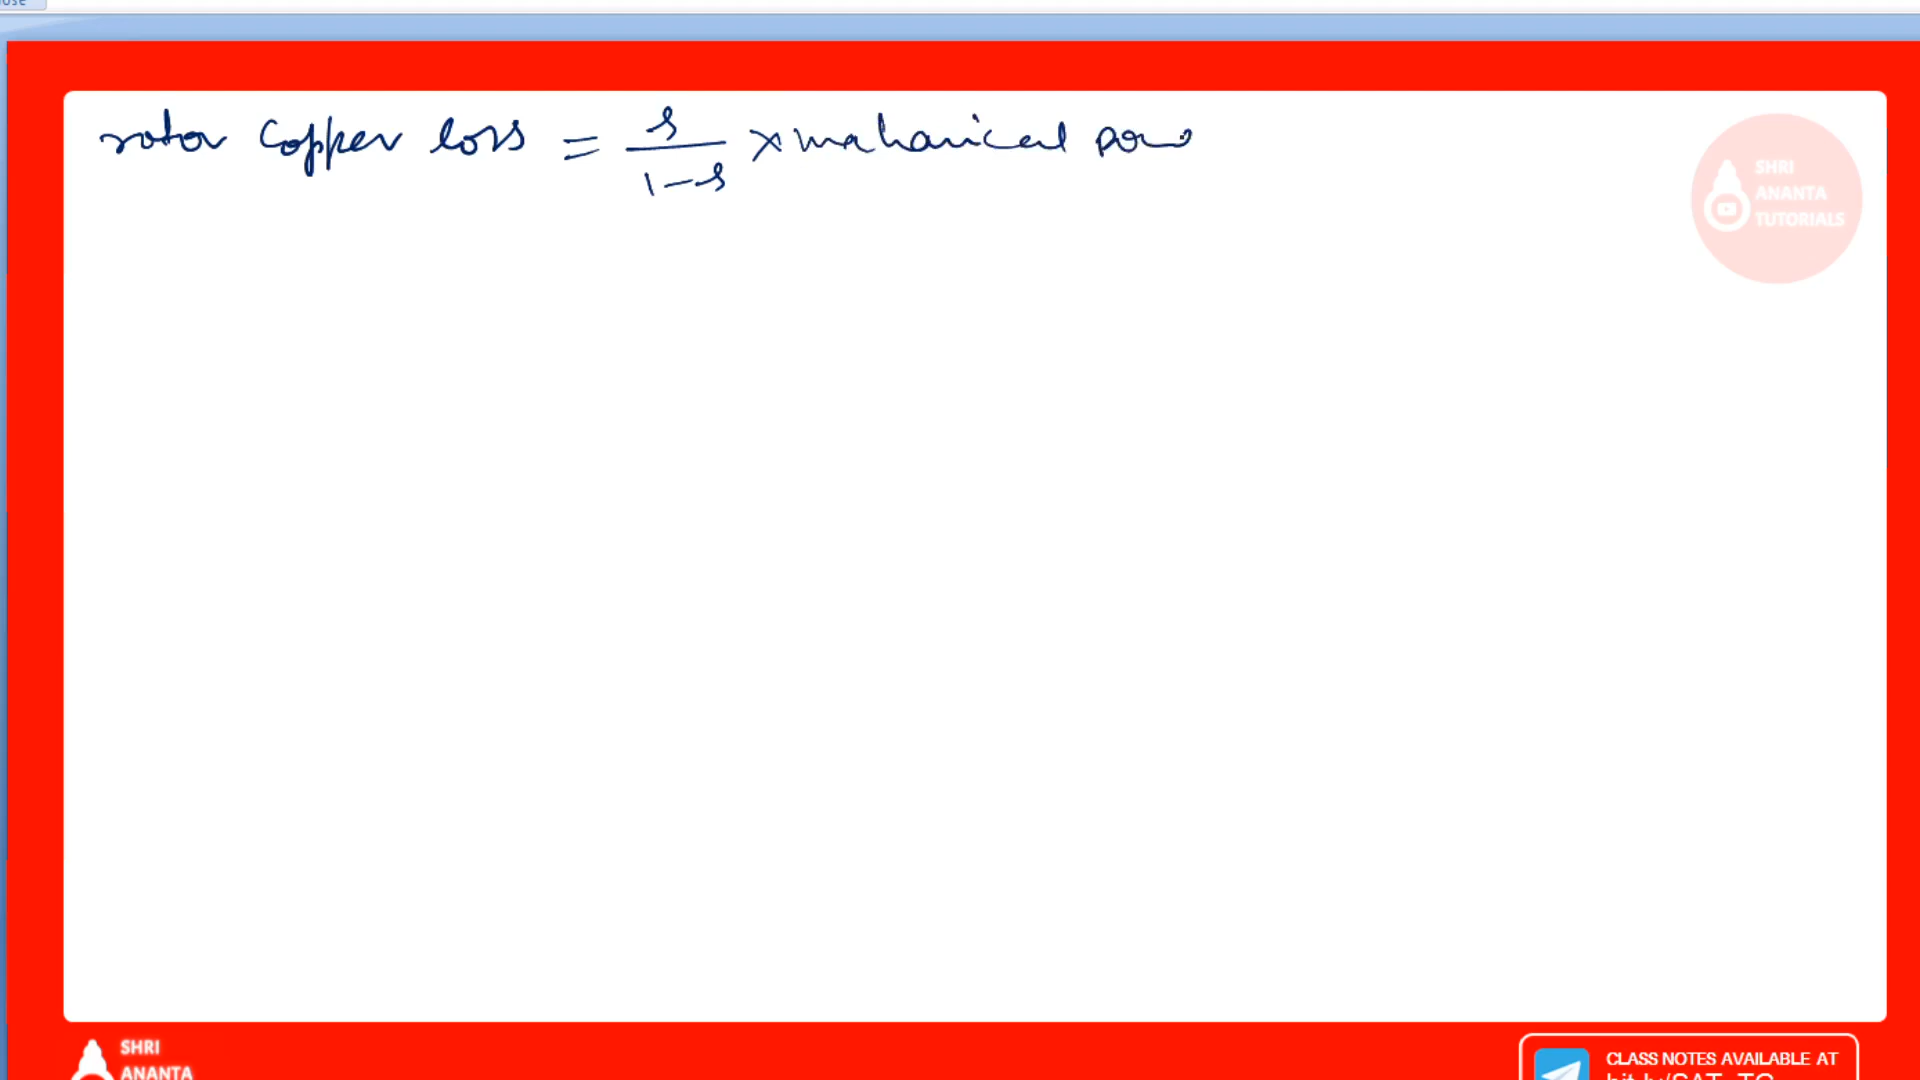 rotor copper loss = s/1-s × mahanical pow
SHRI
ANANTA
TUTORIALS
SHRI
ANANTA
CLASS NOTES AVAILABLE AT